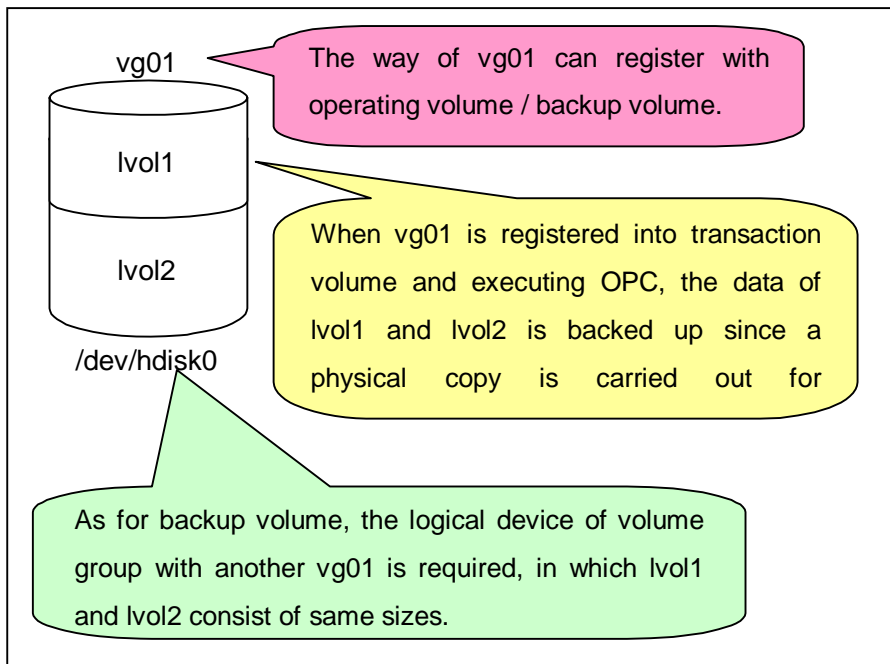 vg01
The way of vg01 can register with
operating volume / backup volume.
lvol1
lvol2
/dev/hdisk0
When vg01 is registered into transaction
volume and executing OPC, the data of
lvol1 and lvol2 is backed up since a
physical copy is carried out for
As for backup volume, the logical device of volume
group with another vg01 is required, in which lvol1
and lvol2 consist of same sizes.